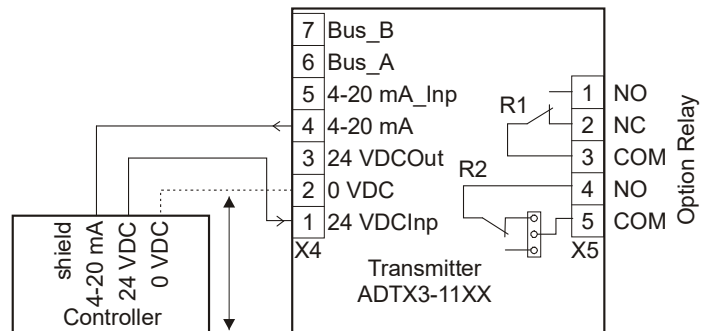 7 Bus_B
6 Bus_A
5 4-20 mA_Inp
4 4-20 mA
3 24 VDCOut
2 0 VDC
1 24 VDCInp
X4
R1
R2
1 NO
2 NC
3 COM
4 NO
5 COM
X5
Option Relay
Transmitter
ADTX3-11XX
shield
4-20 mA
24 VDC
0 VDC
Controller